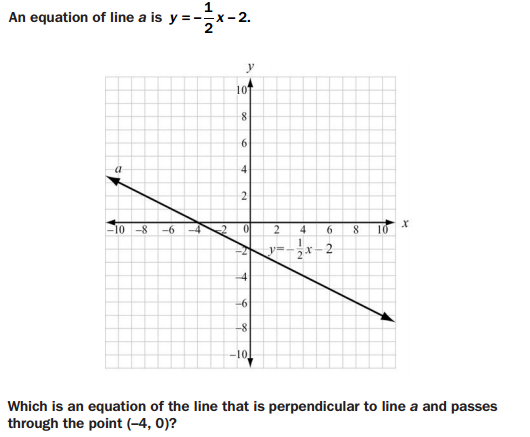 An equation of line a is y = -1/2 x - 2.
y
10
8
a
6
4
2
-10 -8 -6 -4 -2 0 2 4 6 8 10 x
-2 y= -1/2 x - 2
-4
-6
-8
-10
Which is an equation of the line that is perpendicular to line a and passes
through the point (-4, 0)?